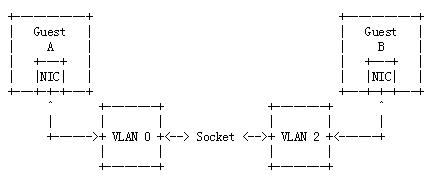 Guest Guest
A B
NIC NIC
VLAN 0 <--> Socket <--> VLAN 2